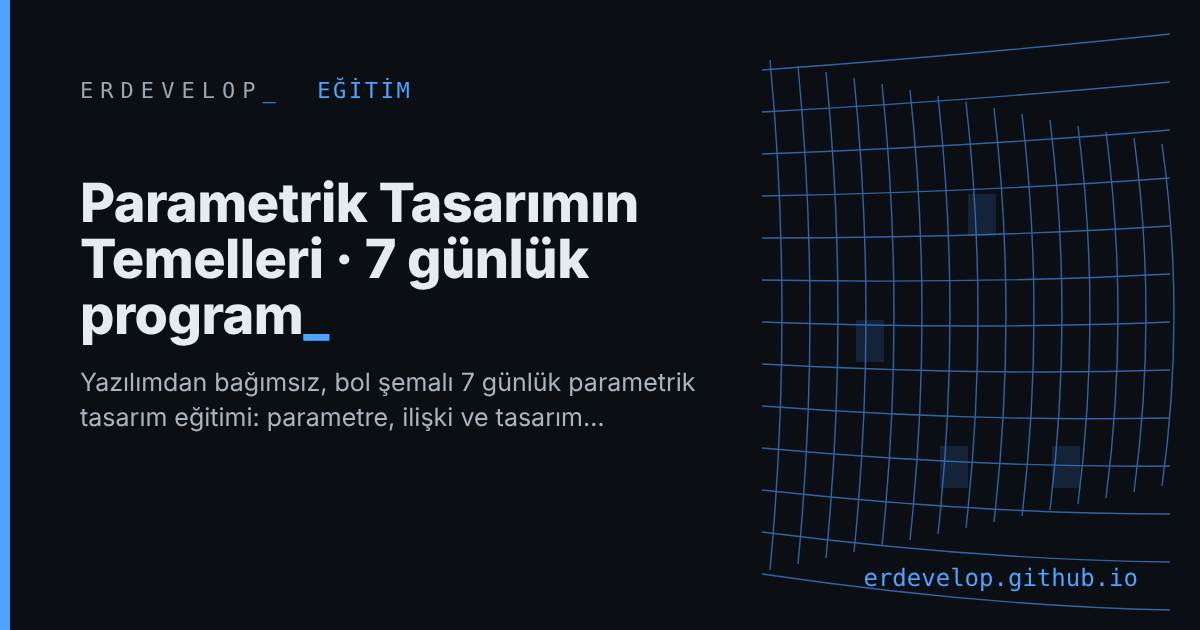 ERDEVELOP_ EĞİTİM
Parametrik Tasarımın
Temelleri · 7 günlük
program_
Yazılımdan bağımsız, bol şemalı 7 günlük parametrik
tasarım eğitimi: parametre, ilişki ve tasarım...
erdevelop.github.io